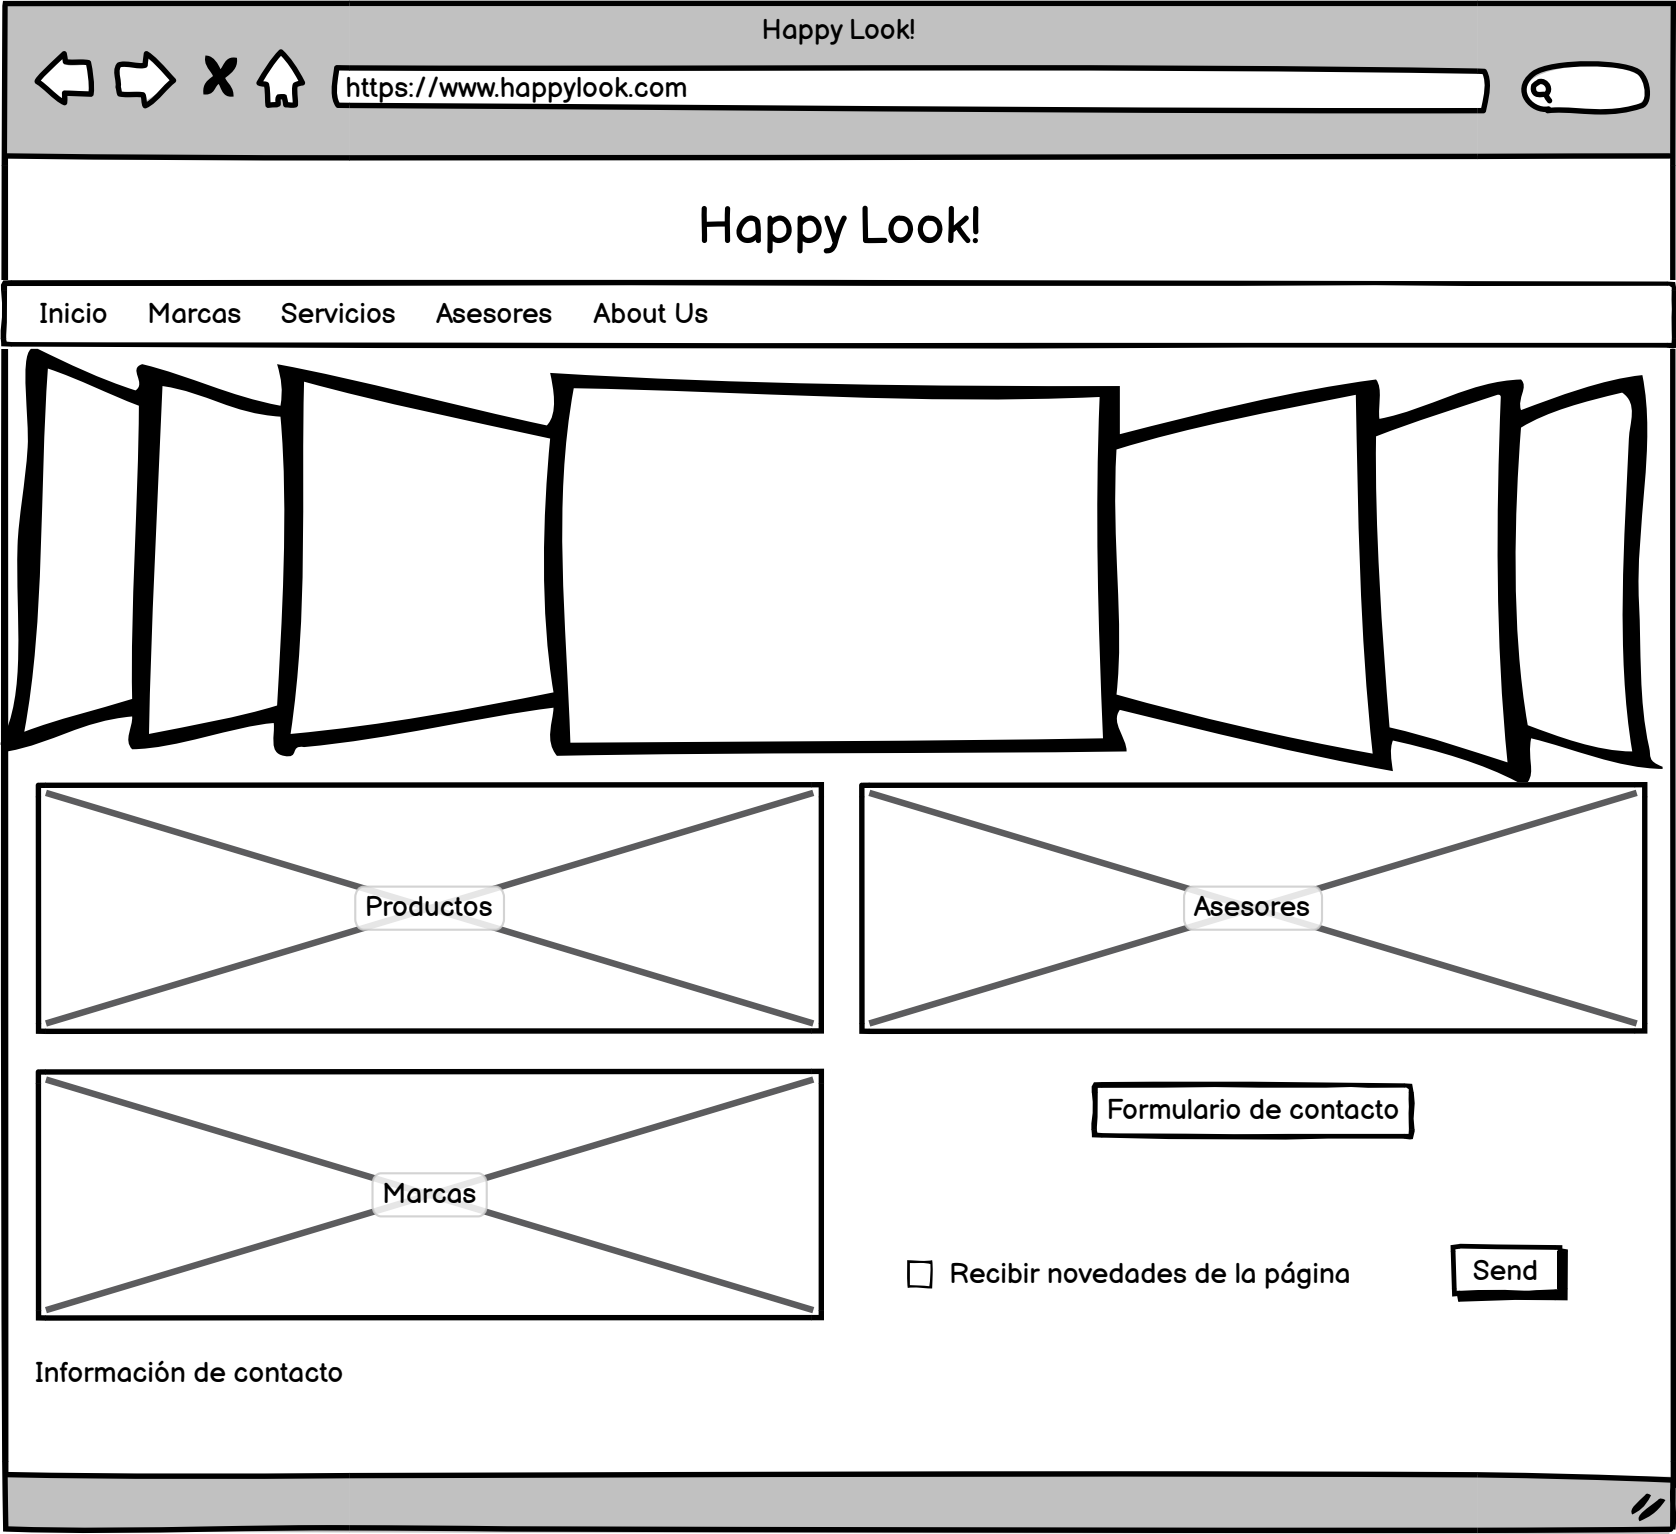 Happy Look!
https://www.happylook.com
Happy Look!
Inicio Marcas Servicios Asesores About Us
Productos
Asesores
Marcas
Formulario de contacto
Recibir novedades de la página
Send
Información de contacto